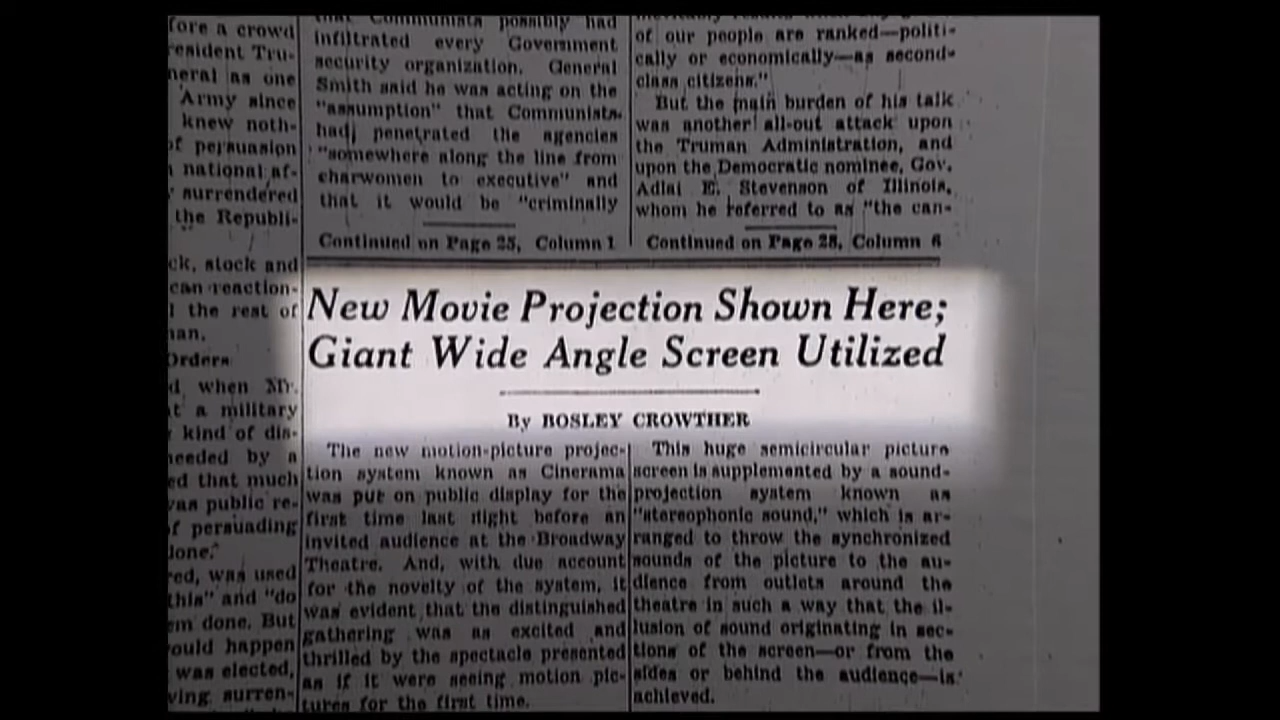 fore a crowd
resident Tru-
neral as one
Army since
knew noth-
of persuasion
national af-
surrendered
the Republi-
ck, stock and
can reaction-
l the rest of
nan.
Orders
d, when Mr.
t a military
kind of dis-
needed by a
ed that much
was public re-
f persuading
lone."
red, was used
this" and "do
em done. But
ould happen
was elected,
ving surren-
that Communists possibly had
infiltrated every Government
security organization. General
Smith said he was acting on the
"assumption" that Communists
had penetrated the agencies
"somewhere along the line from
charwomen to executive" and
that it would be "criminally
Continued on Page 25, Column 1
of our people are ranked—politi-
cally or economically—as second-
class citizens."
But the main burden of his talk
was another all-out attack upon
the Truman Administration, and
upon the Democratic nominee, Gov.
Adlai E. Stevenson of Illinois,
whom he referred to as "the can-
Continued on Page 28, Column 6
New Movie Projection Shown Here;
Giant Wide Angle Screen Utilized
By BOSLEY CROWTHER
The new motion-picture projec-
tion system known as Cinerama
was put on public display for the
first time last night before an
invited audience at the Broadway
Theatre. And, with due account
for the novelty of the system, it
was evident that the distinguished
gathering was as excited and
thrilled by the spectacle presented
as if it were seeing motion pic-
tures for the first time.
This huge semicircular picture
screen is supplemented by a sound-
projection system known as
"stereophonic sound," which is ar-
ranged to throw the synchronized
sounds of the picture to the au-
dience from outlets around the
theatre in such a way that the il-
lusion of sound originating in sec-
tions of the screen—or from the
sides or behind the audience—is
achieved.